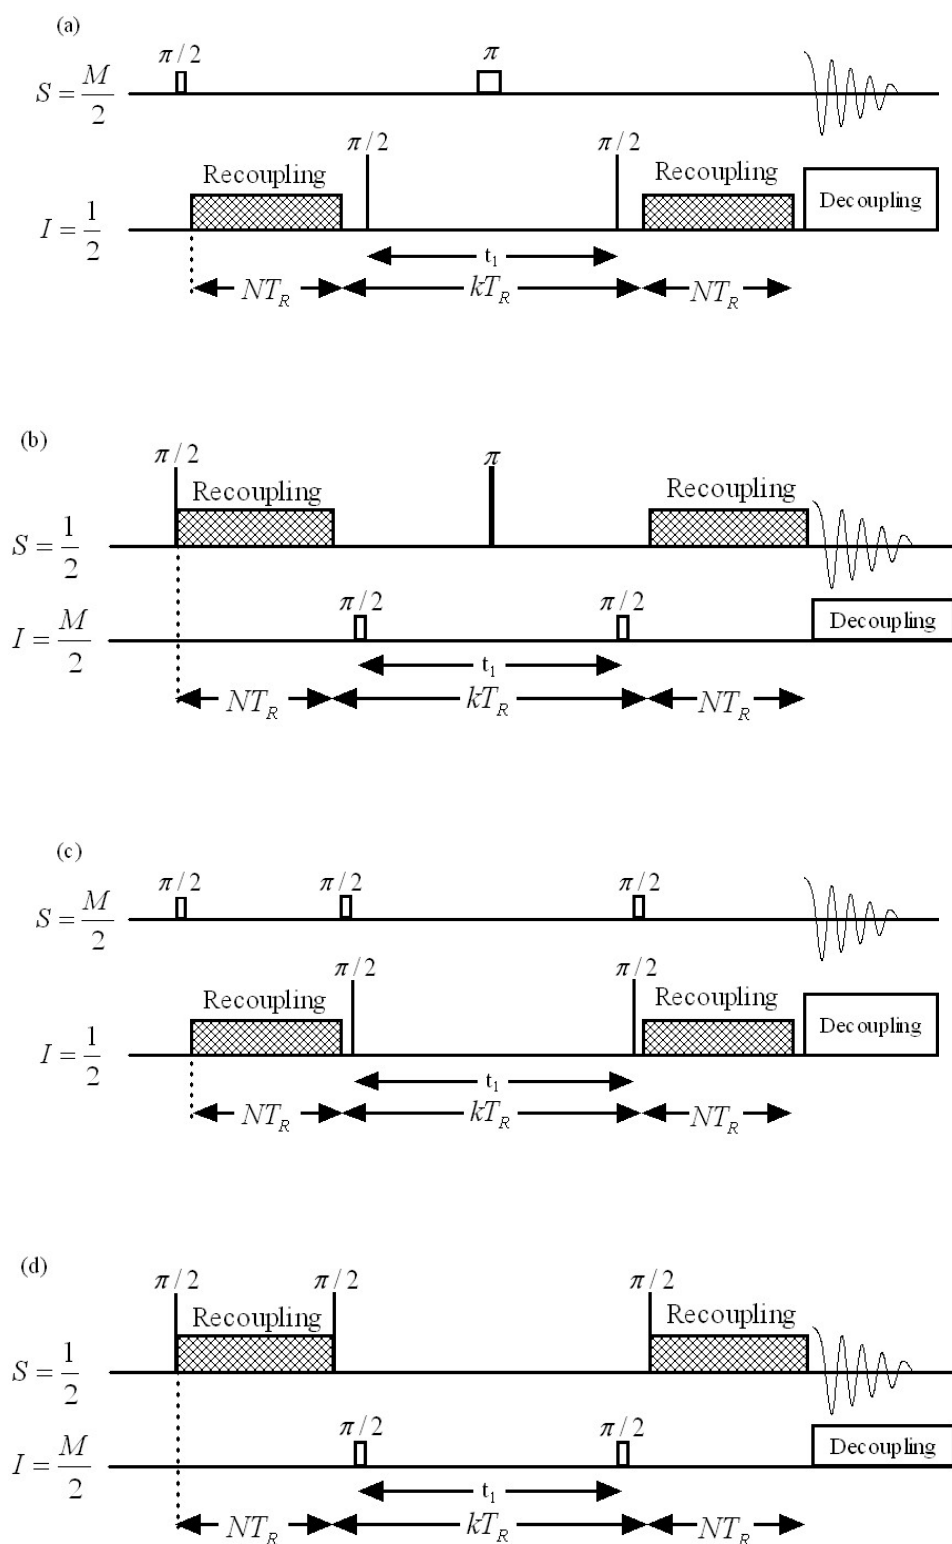 (a)
π/2 π
S = M/2
π/2 π/2
Recoupling Recoupling
I = 1/2 Decoupling
t₁
NT_R kT_R NT_R
(b)
π/2 π
Recoupling Recoupling
S = 1/2
π/2 π/2
I = M/2 Decoupling
t₁
NT_R kT_R NT_R
(c)
π/2 π/2 π/2
S = M/2
π/2 π/2
Recoupling Recoupling
I = 1/2 Decoupling
t₁
NT_R kT_R NT_R
(d)
π/2 π/2 π/2
Recoupling Recoupling
S = 1/2
π/2 π/2
I = M/2 Decoupling
t₁
NT_R kT_R NT_R